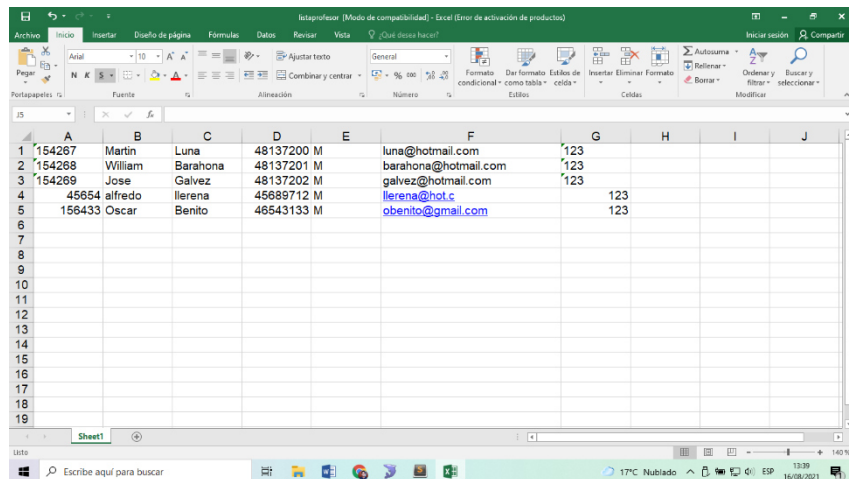 listaprofesor [Modo de compatibilidad] - Excel (Error de activación de productos)
Archivo Inicio Insertar Diseño de página Fórmulas Datos Revisar Vista ¿Qué desea hacer? Iniciar sesión Compartir
Pegar Arial 10 A A Ajustar texto General Formato condicional Dar formato como tabla Estilos de celda Insertar Eliminar Formato Autosuma Rellenar Borrar Ordenar y filtrar Buscar y seleccionar
N K S A Combinar y centrar % 000
Portapapeles Fuente Alineación Número Estilos Celdas Modificar
J5 fx
A B C D E F G H I J
1 154267 Martin Luna 48137200 M luna@hotmail.com 123
2 154268 William Barahona 48137201 M barahona@hotmail.com 123
3 154269 Jose Galvez 48137202 M galvez@hotmail.com 123
4 45654 alfredo llerena 45689712 M llerena@hot.c 123
5 156433 Oscar Benito 46543133 M obenito@gmail.com 123
6
7
8
9
10
11
12
13
14
15
16
17
18
19
Sheet1
Listo 140 %
Escribe aquí para buscar 17°C Nublado ESP 13:39
16/08/2021